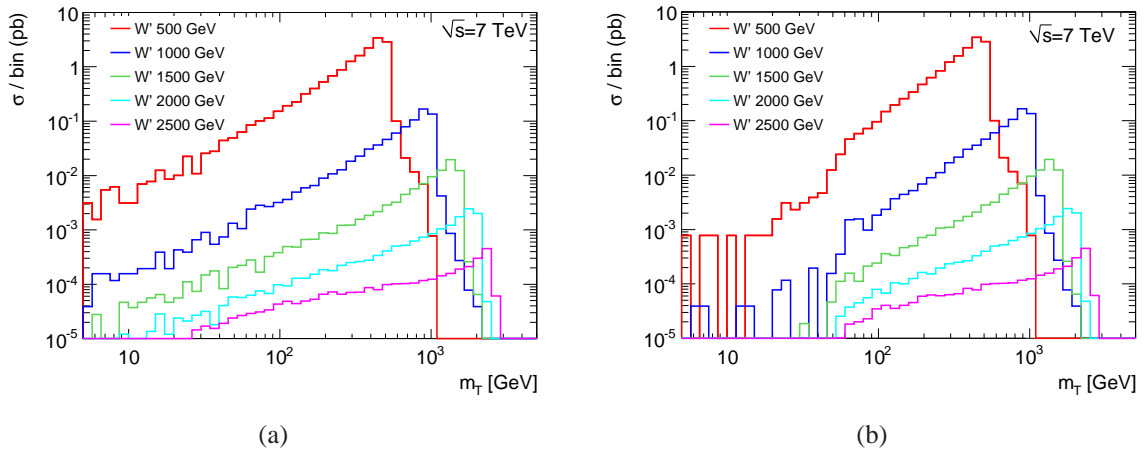 σ / bin (pb)
10
1
10⁻¹
10⁻²
10⁻³
10⁻⁴
10⁻⁵
W' 500 GeV
W' 1000 GeV
W' 1500 GeV
W' 2000 GeV
W' 2500 GeV
√s=7 TeV
10
10²
10³
m_T [GeV]
(a)
σ / bin (pb)
10
1
10⁻¹
10⁻²
10⁻³
10⁻⁴
10⁻⁵
W' 500 GeV
W' 1000 GeV
W' 1500 GeV
W' 2000 GeV
W' 2500 GeV
√s=7 TeV
10
10²
10³
m_T [GeV]
(b)